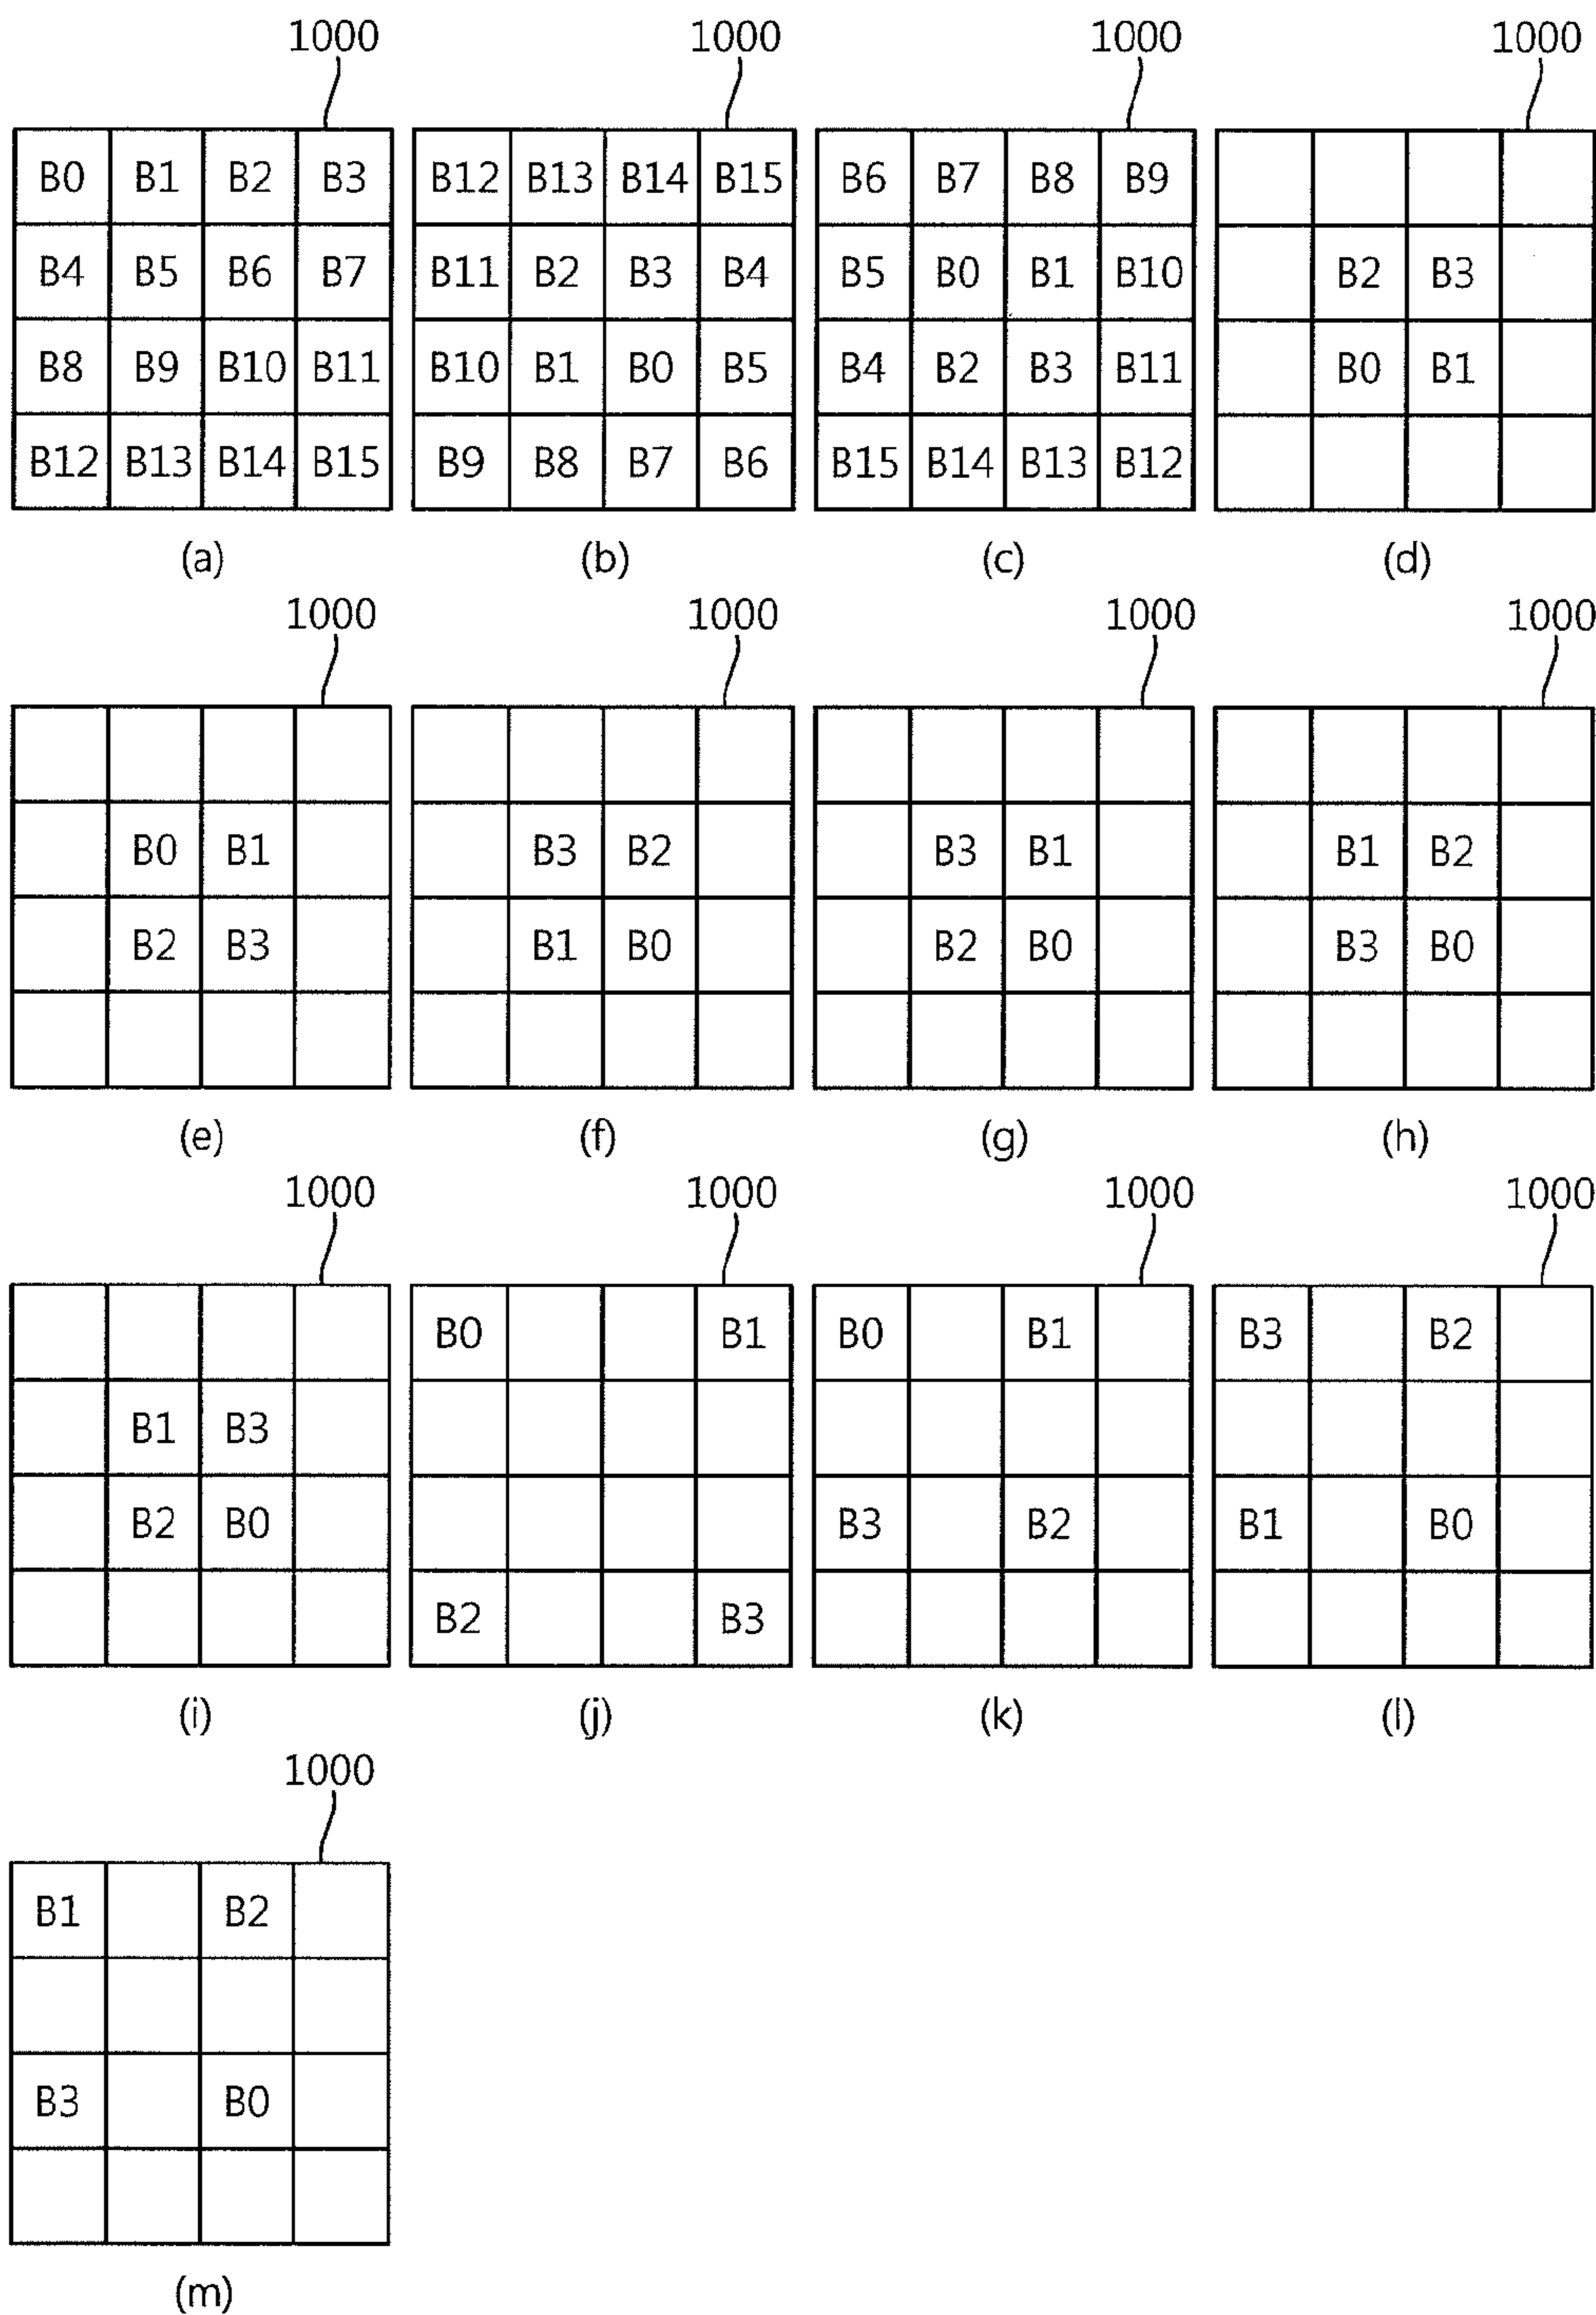 1000 1000 1000 1000
B0 B1 B2 B3 B12 B13 B14 B15 B6 B7 B8 B9
B4 B5 B6 B7 B11 B2 B3 B4 B5 B0 B1 B10 B2 B3
B8 B9 B10 B11 B10 B1 B0 B5 B4 B2 B3 B11 B0 B1
B12 B13 B14 B15 B9 B8 B7 B6 B15 B14 B13 B12
(a) (b) (c) (d)
1000 1000 1000 1000
B0 B1 B3 B2 B3 B1 B1 B2
B2 B3 B1 B0 B2 B0 B3 B0
(e) (f) (g) (h)
1000 1000 1000 1000
B0 B1 B0 B1 B3 B2
B1 B3
B2 B0 B3 B2 B1 B0
B2 B3
(i) (j) (k) (l)
1000
B1 B2
B3 B0
(m)